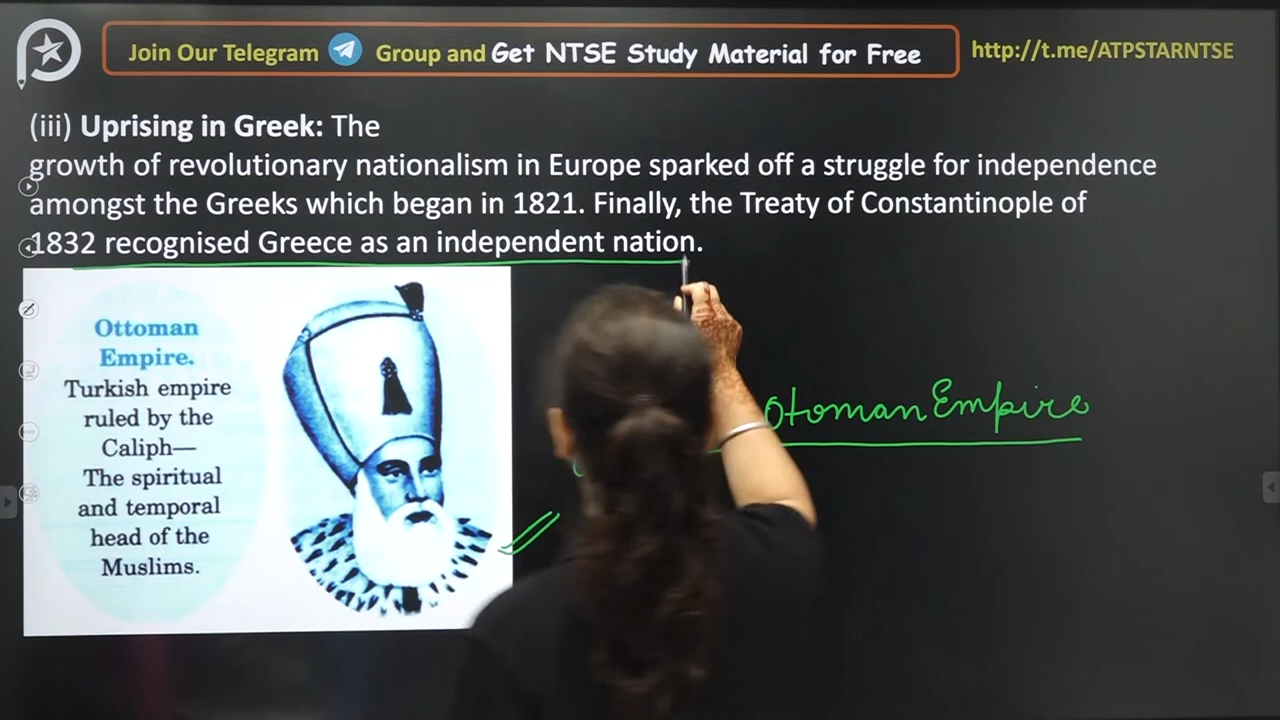 Join Our Telegram Group and Get NTSE Study Material for Free
http://t.me/ATPSTARNTSE
(iii) Uprising in Greek: The
growth of revolutionary nationalism in Europe sparked off a struggle for independence
amongst the Greeks which began in 1821. Finally, the Treaty of Constantinople of
1832 recognised Greece as an independent nation.
Ottoman
Empire.
Turkish empire
ruled by the
Caliph—
The spiritual
and temporal
head of the
Muslims.
Otoman Empire